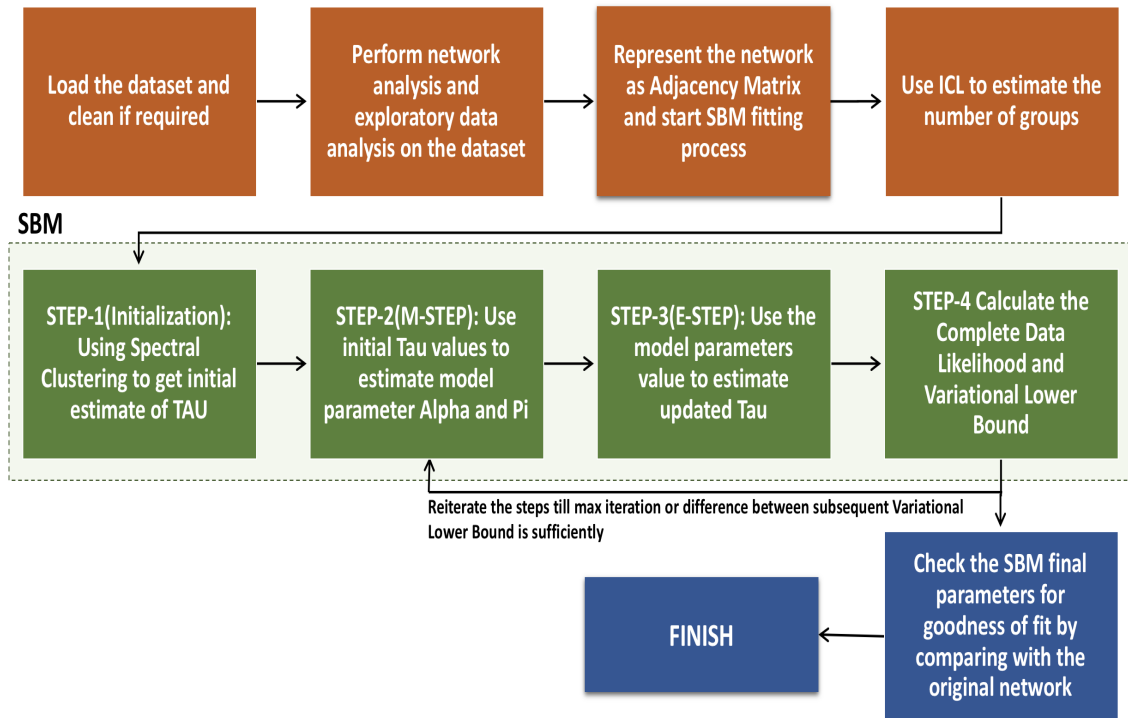 Load the dataset and
clean if required
Perform network
analysis and
exploratory data
analysis on the dataset
Represent the network
as Adjacency Matrix
and start SBM fitting
process
Use ICL to estimate the
number of groups
SBM
STEP-1(Initialization):
Using Spectral
Clustering to get initial
estimate of TAU
STEP-2(M-STEP): Use
initial Tau values to
estimate model
parameter Alpha and Pi
STEP-3(E-STEP): Use the
model parameters
value to estimate
updated Tau
STEP-4 Calculate the
Complete Data
Likelihood and
Variational Lower
Bound
Reiterate the steps till max iteration or difference between subsequent Variational
Lower Bound is sufficiently
Check the SBM final
parameters for
goodness of fit by
comparing with the
original network
FINISH